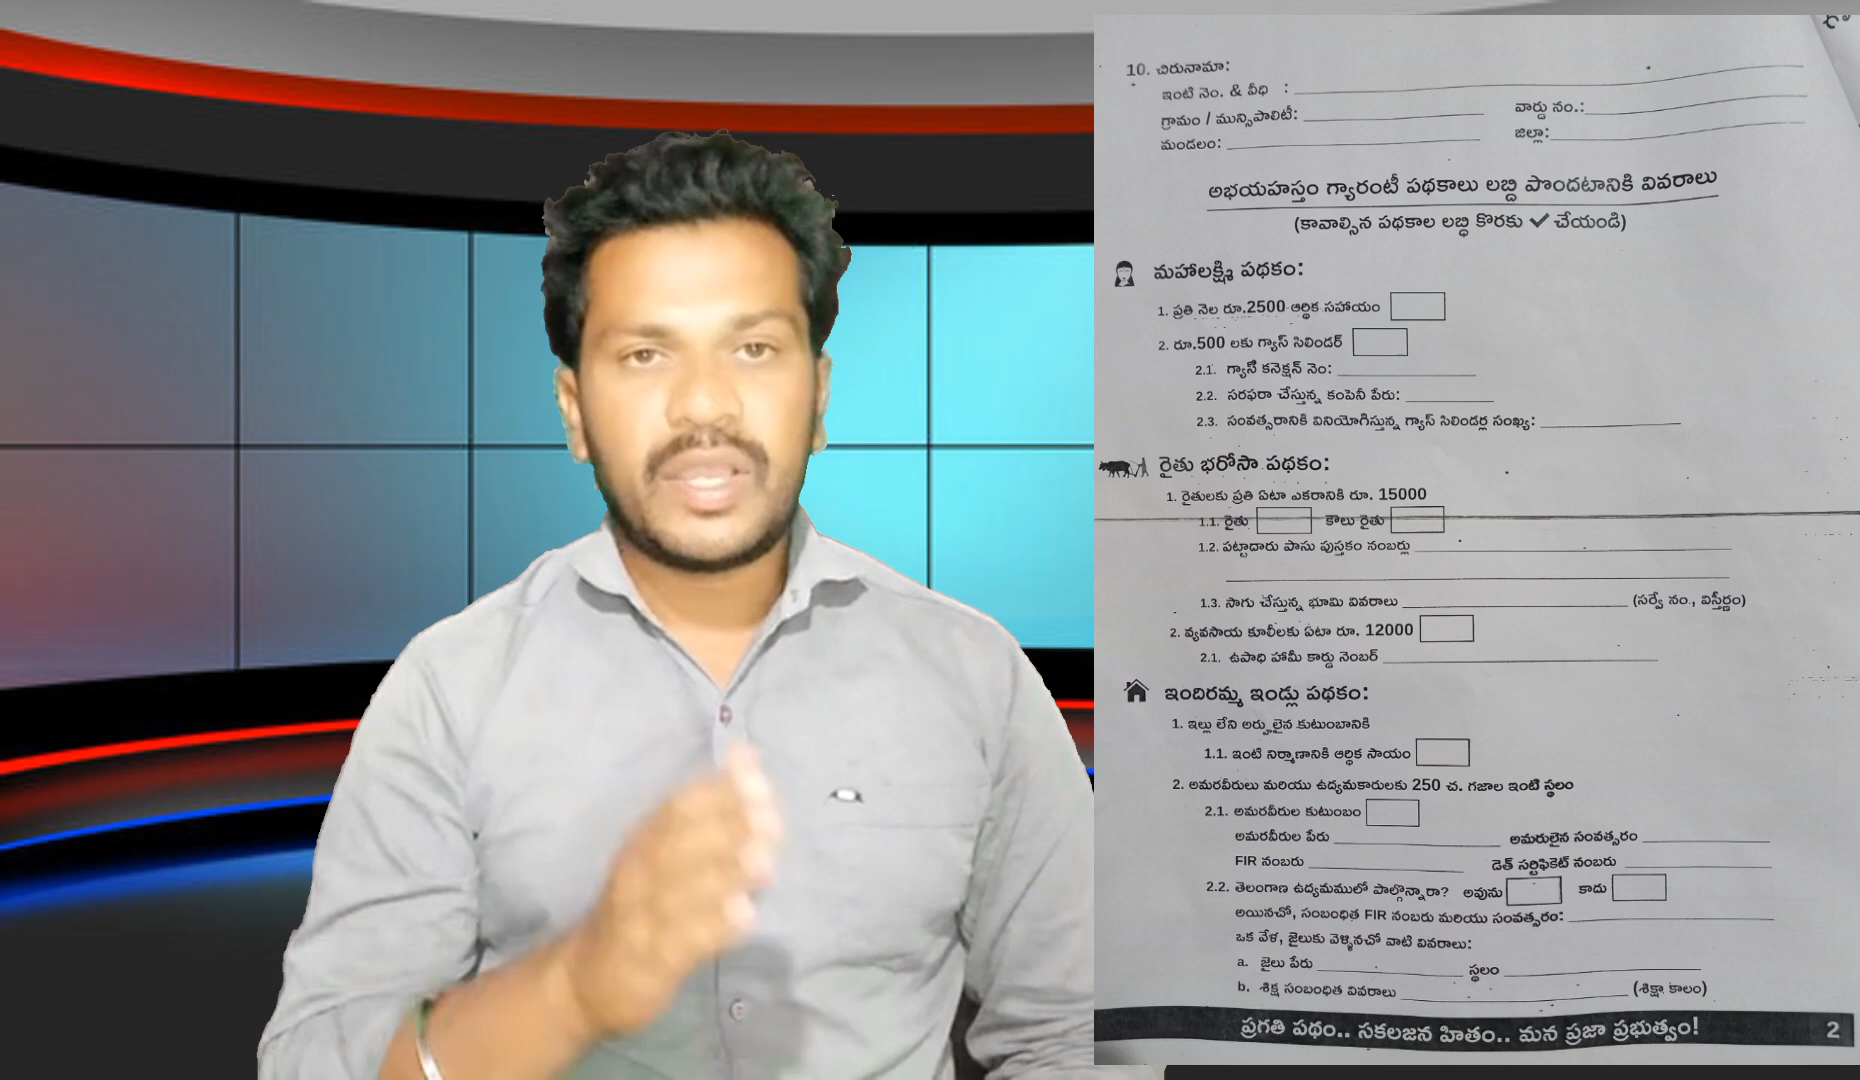 10. చిరునామా:
ఇంటి నెం. & వీధి :
గ్రామం / మున్సిపాలిటీ: వార్డు నం.:
మండలం: జిల్లా:
అభయహస్తం గ్యారంటీ పథకాలు లబ్ది పొందటానికి వివరాలు
(కావాల్సిన పథకాల లబ్ధి కొరకు ✓ చేయండి)
మహాలక్ష్మి పథకం:
1. ప్రతి నెల రూ.2500 ఆర్థిక సహాయం
2. రూ.500 లకు గ్యాస్ సిలిండర్
2.1. గ్యాస్ కనెక్షన్ నెం:
2.2. సరఫరా చేస్తున్న కంపెనీ పేరు:
2.3. సంవత్సరానికి వినియోగిస్తున్న గ్యాస్ సిలిండర్ల సంఖ్య:
రైతు భరోసా పథకం:
1. రైతులకు ప్రతి ఏటా ఎకరానికి రూ. 15000
1.1. రైతు కౌలు రైతు
1.2. పట్టాదారు పాసు పుస్తకం నంబర్లు
1.3. సాగు చేస్తున్న భూమి వివరాలు (సర్వే నం., విస్తీర్ణం)
2. వ్యవసాయ కూలీలకు ఏటా రూ. 12000
2.1. ఉపాధి హామీ కార్డు నెంబర్
ఇందిరమ్మ ఇండ్లు పథకం:
1. ఇల్లు లేని అర్హులైన కుటుంబానికి
1.1. ఇంటి నిర్మాణానికి ఆర్థిక సాయం
2. అమరవీరులు మరియు ఉద్యమకారులకు 250 చ. గజాల ఇంటి స్థలం
2.1. అమరవీరుల కుటుంబం
అమరవీరుల పేరు అమరులైన సంవత్సరం
FIR నంబరు డెత్ సర్టిఫికెట్ నంబరు
2.2. తెలంగాణ ఉద్యమములో పాల్గొన్నారా? అవును కాదు
అయినచో, సంబంధిత FIR నంబరు మరియు సంవత్సరం:
ఒక వేళ, జైలుకు వెళ్ళినచో వాటి వివరాలు:
a. జైలు పేరు స్థలం
b. శిక్ష సంబంధిత వివరాలు (శిక్షా కాలం)
ప్రగతి పథం.. సకలజన హితం.. మన ప్రజా ప్రభుత్వం! 2